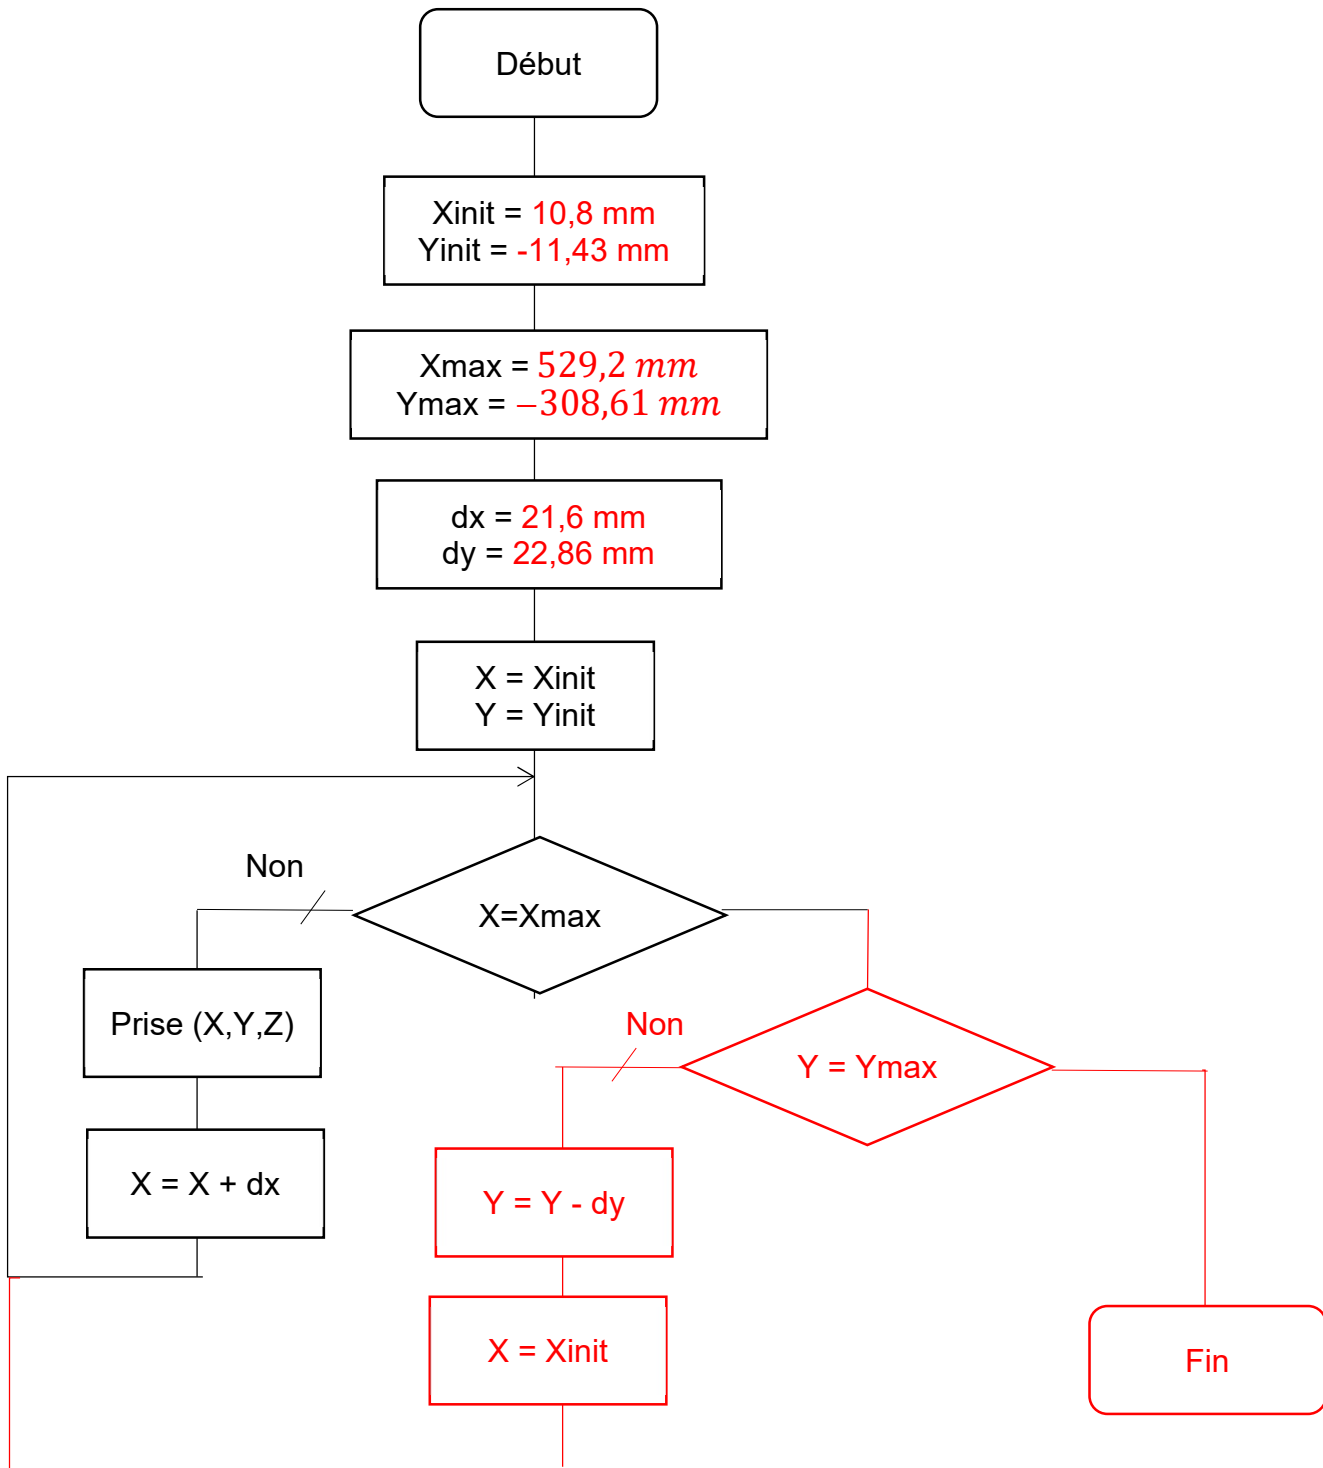 Début
Xinit = 10,8 mm
Yinit = -11,43 mm
Xmax = 529,2 mm
Ymax = −308,61 mm
dx = 21,6 mm
dy = 22,86 mm
X = Xinit
Y = Yinit
Non
X=Xmax
Prise (X,Y,Z)
X = X + dx
Non
Y = Ymax
Y = Y - dy
X = Xinit
Fin